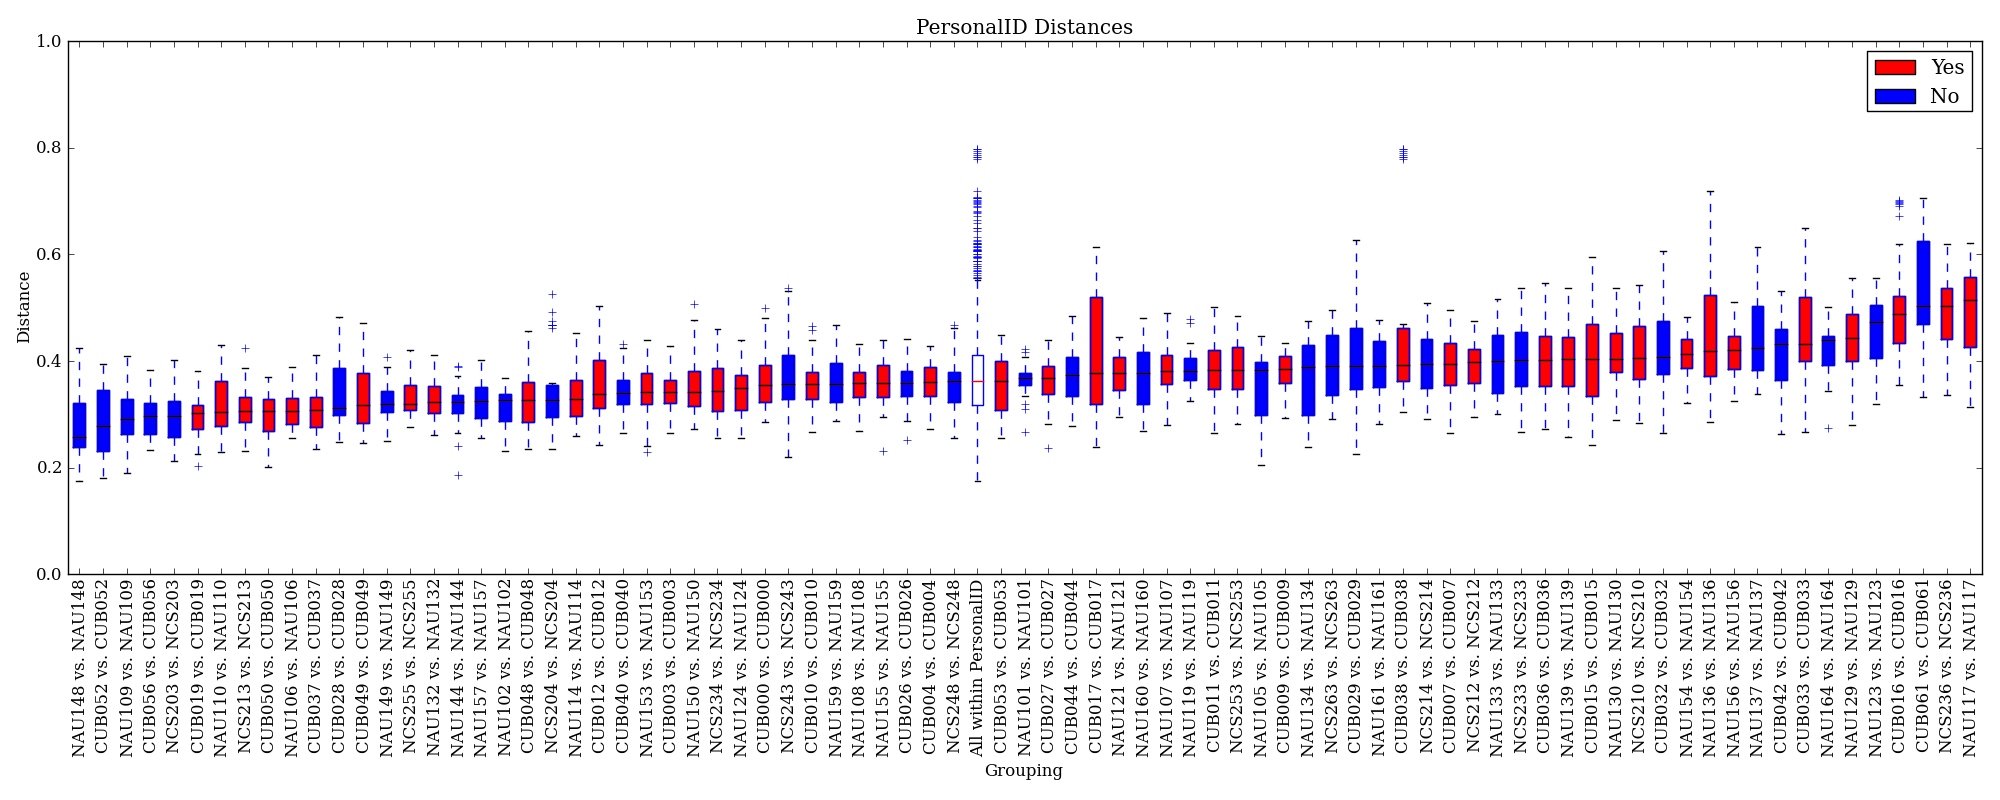 PersonalID Distances
Yes
No
Distance
1.0
0.8
0.6
0.4
0.2
0.0
NAU148 vs. NAU148
CUB052 vs. CUB052
NAU109 vs. NAU109
CUB056 vs. CUB056
NCS203 vs. NCS203
CUB019 vs. CUB019
NAU110 vs. NAU110
NCS213 vs. NCS213
CUB050 vs. CUB050
NAU106 vs. NAU106
CUB037 vs. CUB037
CUB028 vs. CUB028
CUB049 vs. CUB049
NAU149 vs. NAU149
NCS255 vs. NCS255
NAU132 vs. NAU132
NAU144 vs. NAU144
NAU157 vs. NAU157
NAU102 vs. NAU102
CUB048 vs. CUB048
NCS204 vs. NCS204
NAU114 vs. NAU114
CUB012 vs. CUB012
CUB040 vs. CUB040
NAU153 vs. NAU153
CUB003 vs. CUB003
NAU150 vs. NAU150
NCS234 vs. NCS234
NAU124 vs. NAU124
CUB000 vs. CUB000
NCS243 vs. NCS243
CUB010 vs. CUB010
NAU159 vs. NAU159
NAU108 vs. NAU108
NAU155 vs. NAU155
CUB026 vs. CUB026
CUB004 vs. CUB004
NCS248 vs. NCS248
All within PersonalID
CUB053 vs. CUB053
NAU101 vs. NAU101
CUB027 vs. CUB027
CUB044 vs. CUB044
CUB017 vs. CUB017
NAU121 vs. NAU121
NAU160 vs. NAU160
NAU107 vs. NAU107
NAU119 vs. NAU119
CUB011 vs. CUB011
NCS253 vs. NCS253
NAU105 vs. NAU105
CUB009 vs. CUB009
NAU134 vs. NAU134
NCS263 vs. NCS263
CUB029 vs. CUB029
NAU161 vs. NAU161
CUB038 vs. CUB038
NCS214 vs. NCS214
CUB007 vs. CUB007
NCS212 vs. NCS212
NAU133 vs. NAU133
NCS233 vs. NCS233
CUB036 vs. CUB036
NAU139 vs. NAU139
CUB015 vs. CUB015
NAU130 vs. NAU130
NCS210 vs. NCS210
CUB032 vs. CUB032
NAU154 vs. NAU154
NAU136 vs. NAU136
NAU156 vs. NAU156
NAU137 vs. NAU137
CUB042 vs. CUB042
CUB033 vs. CUB033
NAU164 vs. NAU164
NAU129 vs. NAU129
NAU123 vs. NAU123
CUB016 vs. CUB016
CUB061 vs. CUB061
NCS236 vs. NCS236
NAU117 vs. NAU117
Grouping